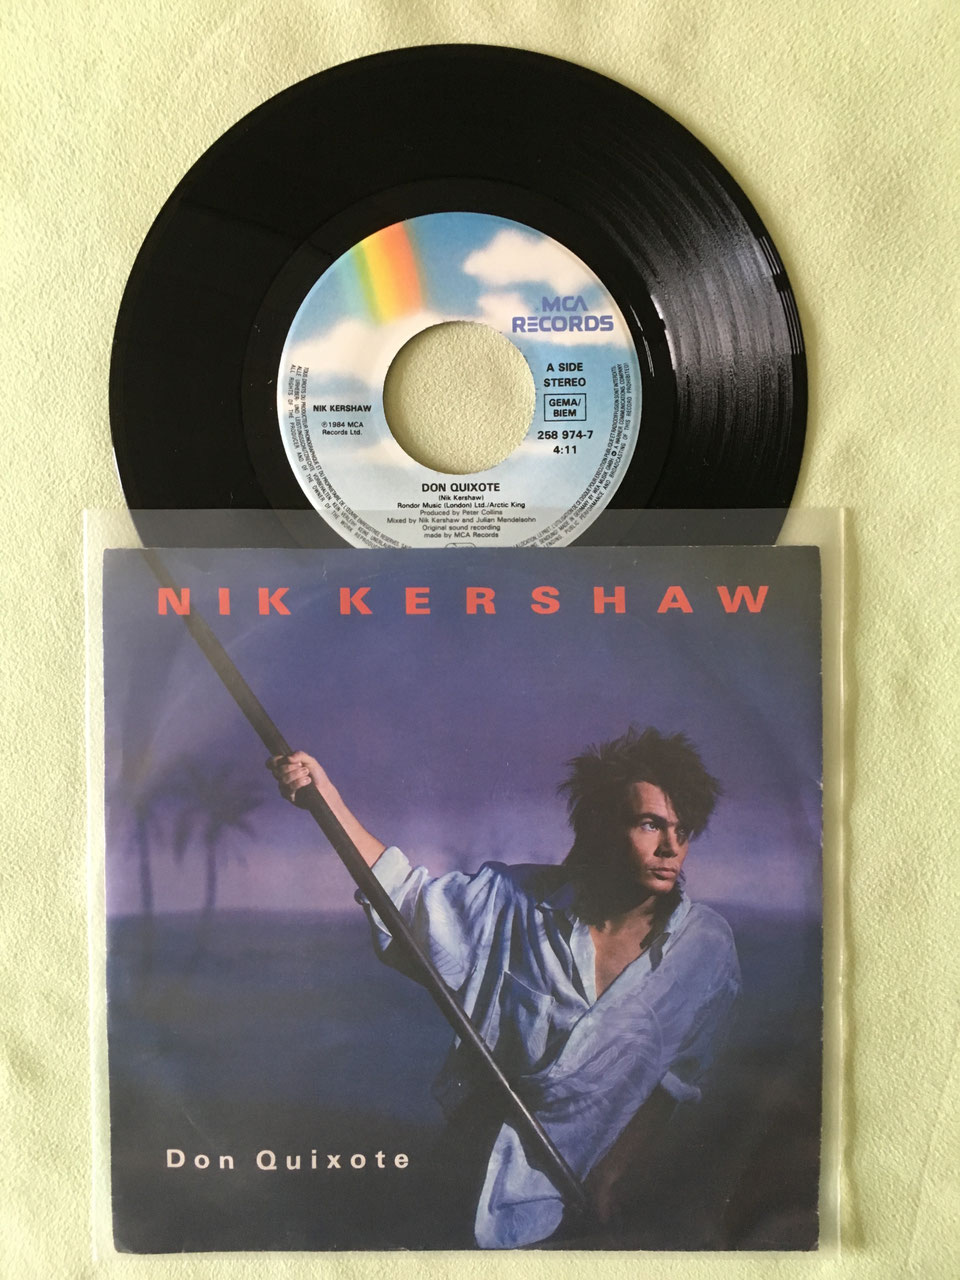 MCA
RECORDS
A SIDE
STEREO
GEMA/
BIEM
258 974-7
4:11
NIK KERSHAW
℗ 1984 MCA
Records Ltd.
DON QUIXOTE
(Nik Kershaw)
Rondor Music (London) Ltd./Arctic King
Produced by Peter Collins
Mixed by Nik Kershaw and Julian Mendelsohn
Original sound recording
made by MCA Records
NIK KERSHAW
Don Quixote